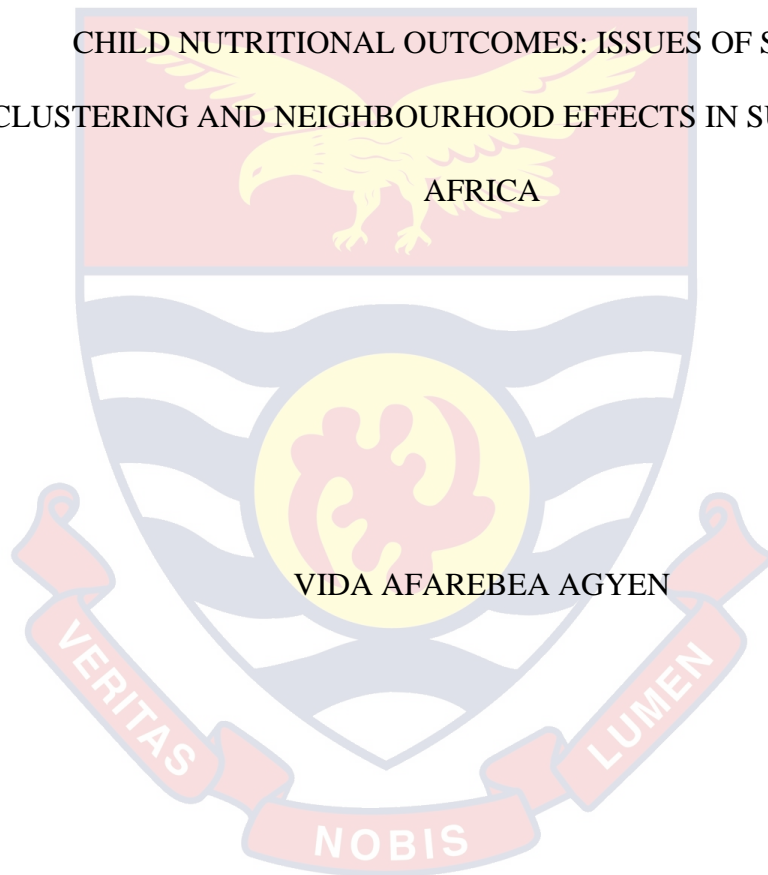 CHILD NUTRITIONAL OUTCOMES: ISSUES OF S
CLUSTERING AND NEIGHBOURHOOD EFFECTS IN SU
AFRICA
VIDA AFAREBEA AGYEN
VERITAS
NOBIS
LUMEN